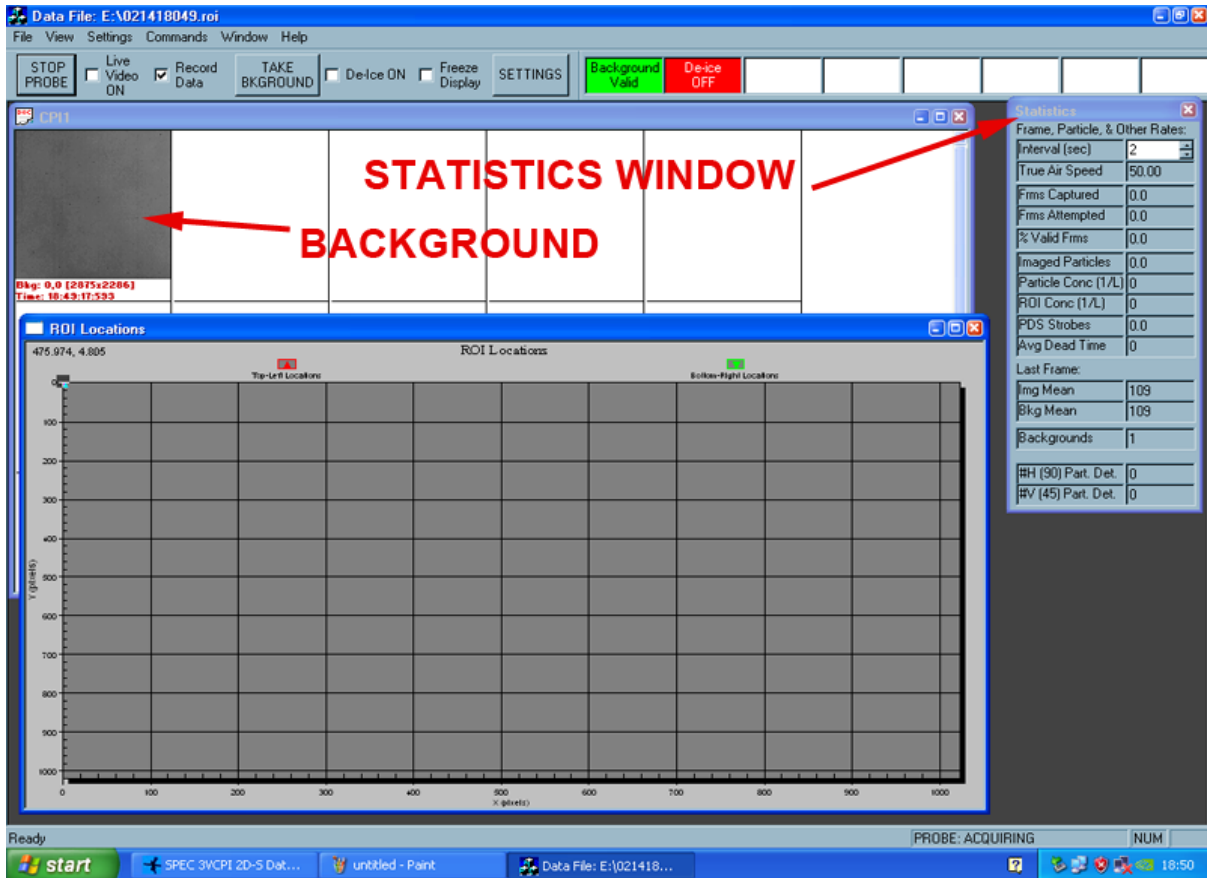 Data File: E:\021418049.roi
File View Settings Commands Window Help
STOP PROBE
Live Video ON
Record Data
TAKE BKGROUND
De-Ice ON
Freeze Display
SETTINGS
Background Valid
De-ice OFF
CPI1
Statistics
Frame, Particle, & Other Rates:
Interval (sec) 2
True Air Speed 50.00
Frms Captured 0.0
Frms Attempted 0.0
% Valid Frms 0.0
Imaged Particles 0.0
Particle Conc (1/L) 0
ROI Conc (1/L) 0
PDS Strobes 0.0
Avg Dead Time 0
Last Frame:
Img Mean 109
Bkg Mean 109
Backgrounds 1
#H (90) Part. Det. 0
#V (45) Part. Det. 0
STATISTICS WINDOW
BACKGROUND
Bkg: 0,0 [2875x2286]
Time: 18:49:17:593
ROI Locations
475.974, 4.805
ROI Locations
Top-Left Locations
Bottom-Right Locations
0
100
200
300
400
500
600
700
800
900
1000
Y (pixels)
0 100 200 300 400 500 600 700 800 900 1000
X (pixels)
Ready
PROBE: ACQUIRING
NUM
start
SPEC 3VCPI 2D-S Dat...
untitled - Paint
Data File: E:\021418...
18:50